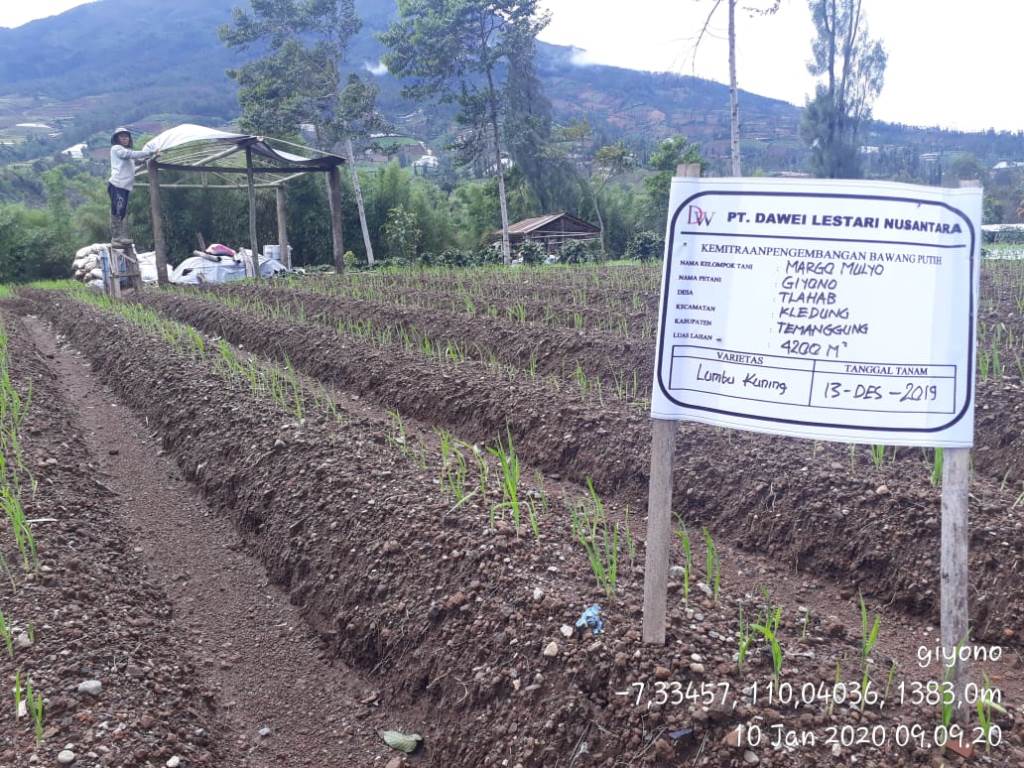 DW PT. DAWEI LESTARI NUSANTARA
KEMITRAANPENGEMBANGAN BAWANG PUTIH
NAMA KELOMPOK TANI : MARGO MULYO
NAMA PETANI : GIYONO
DESA : TLAHAB
KECAMATAN : KLEDUNG
KABUPATEN : TEMANGGUNG
LUAS LAHAN : 4200 M²
VARIETAS TANGGAL TANAM
Lumbu Kuning 13-DES-2019
giyono
-7,33457, 110,04036, 1383,0m
10 Jan 2020 09.09.20